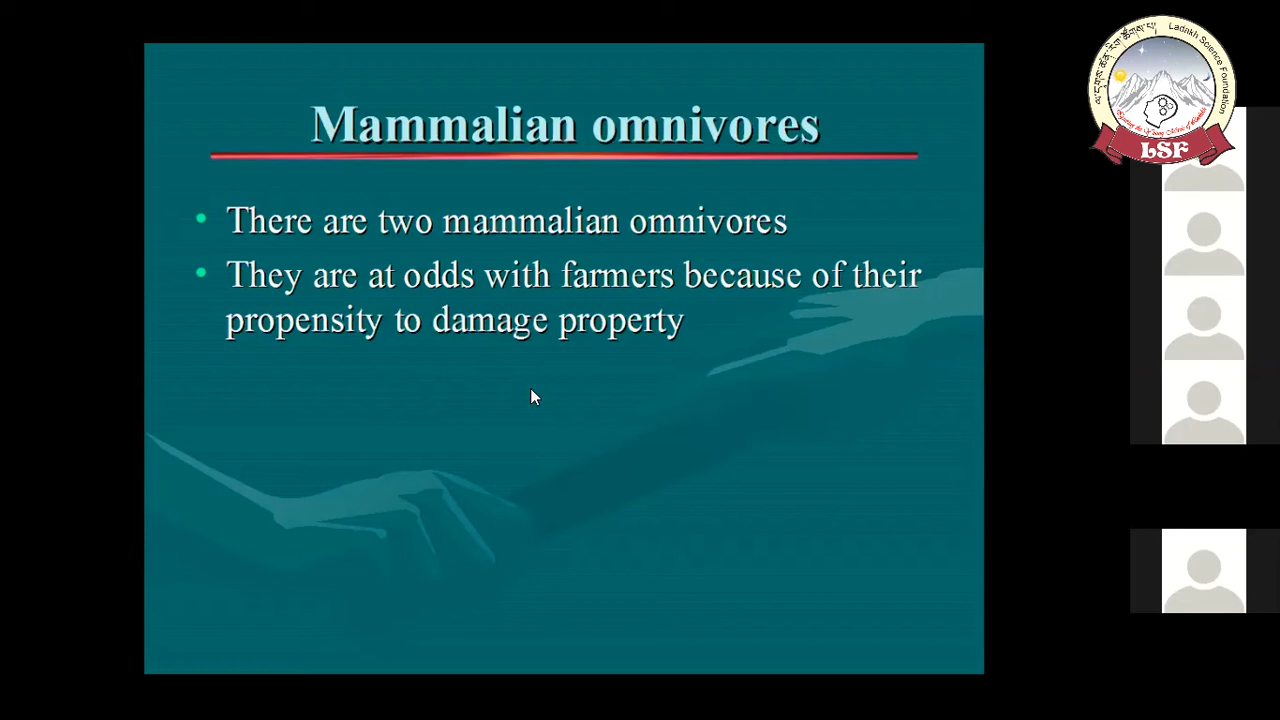 Mammalian omnivores
• There are two mammalian omnivores
• They are at odds with farmers because of their
propensity to damage property
Ladakh Science Foundation
LSF